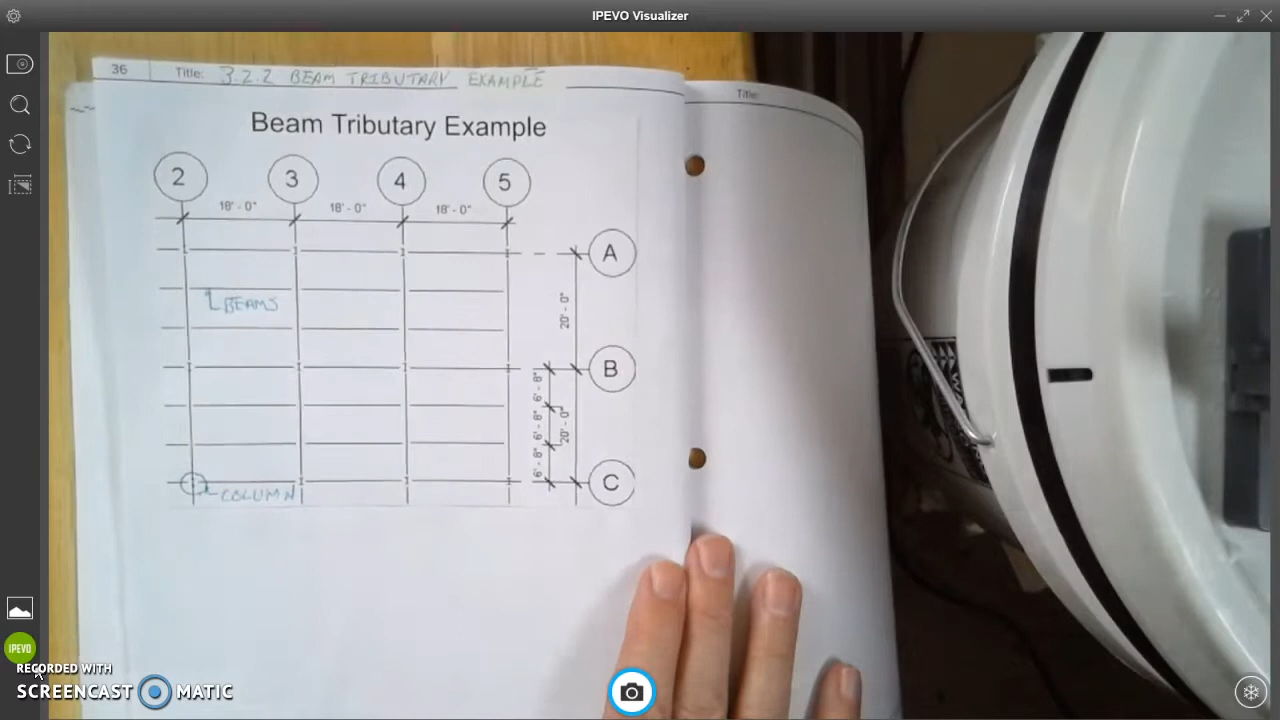 IPEVO Visualizer
36 Title: 3.2.2 BEAM TRIBUTARY EXAMPLE
Title:
Beam Tributary Example
2 3 4 5
18' - 0" 18' - 0" 18' - 0"
A
BEAMS
20' - 0"
B
6' - 8"
6' - 8"
20' - 0"
6' - 8"
C
COLUMN
IPEVO
RECORDED WITH
SCREENCAST MATIC